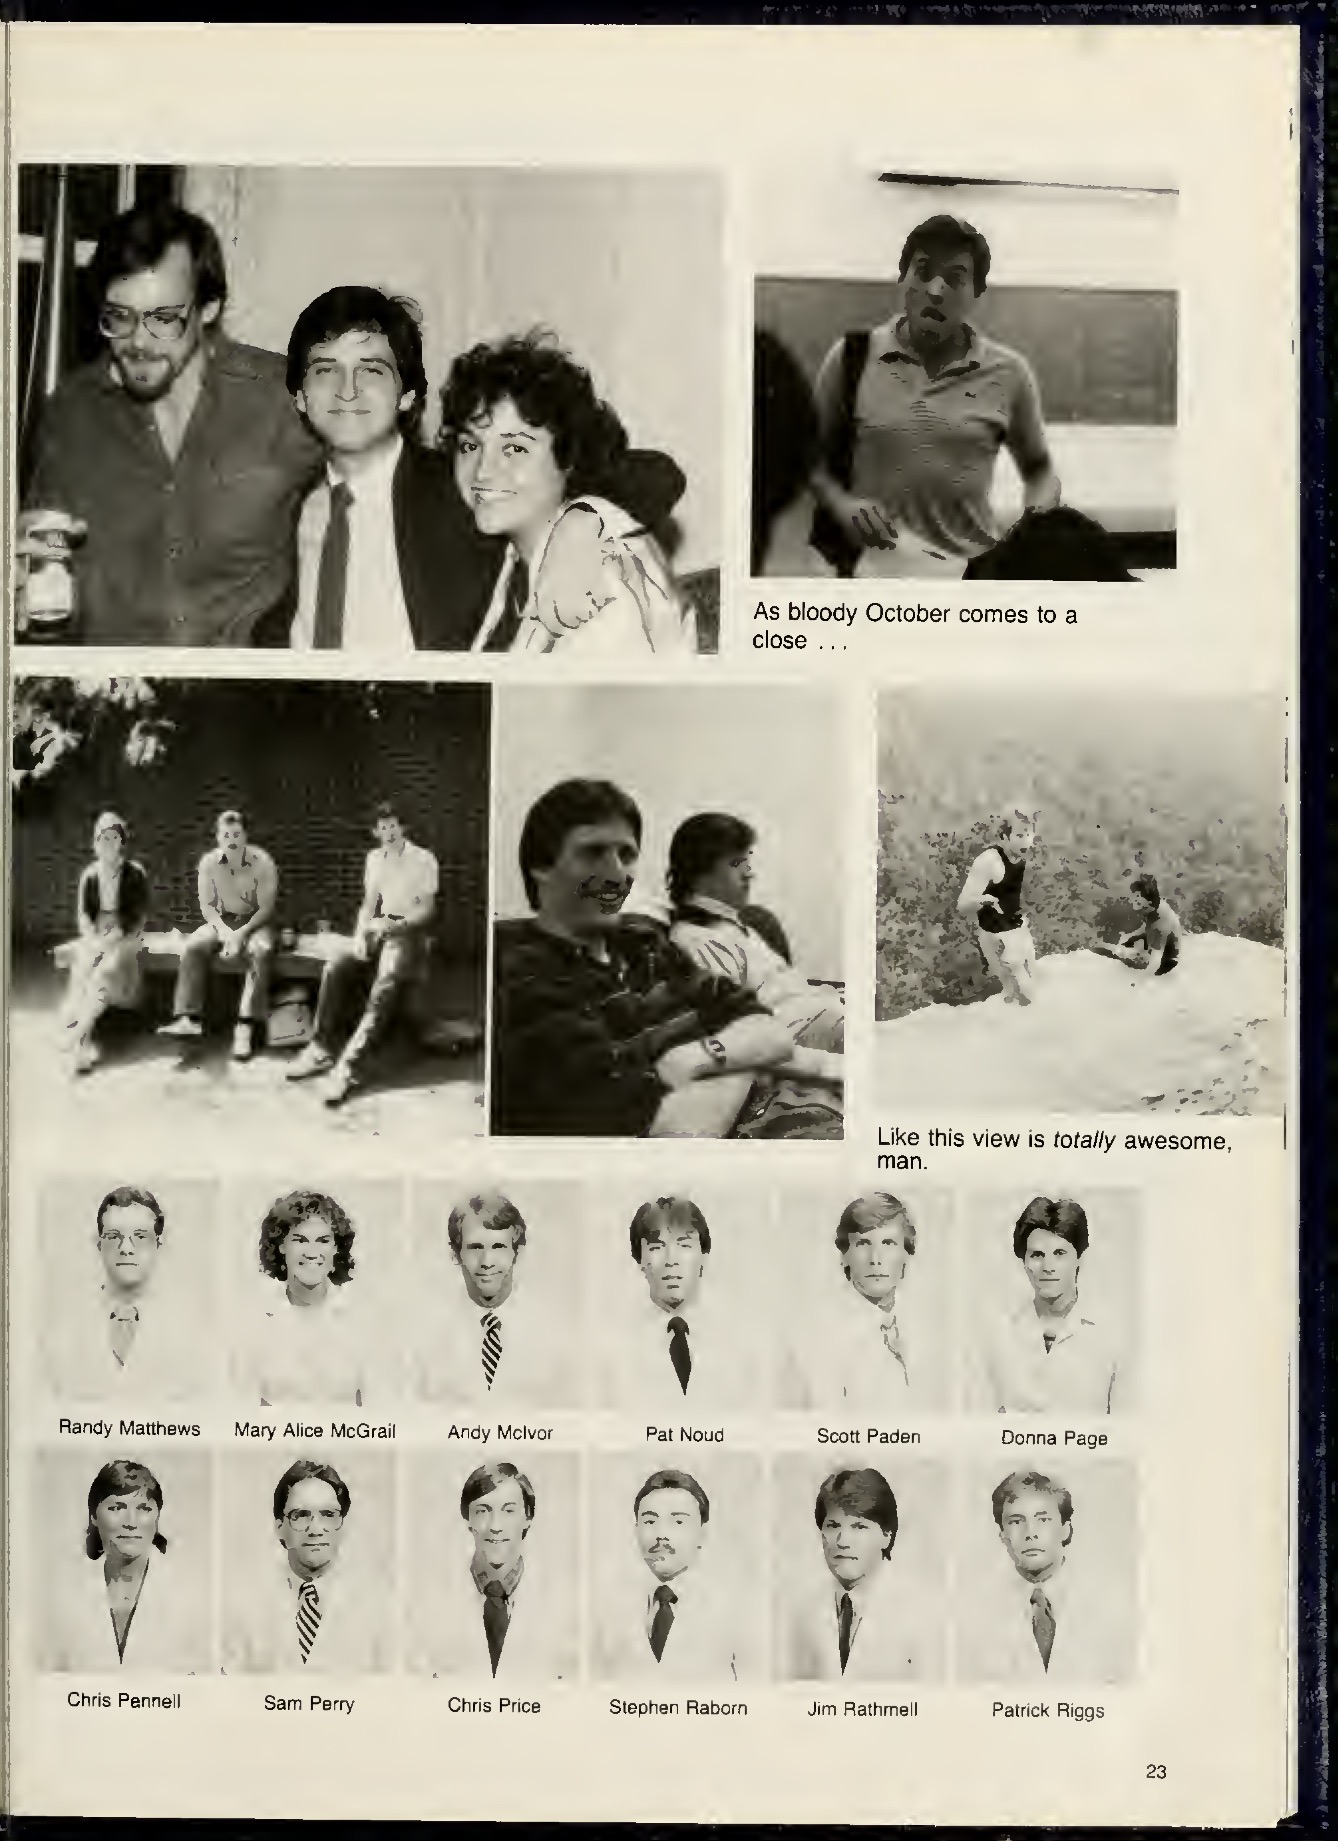 As bloody October comes to a
close ...
Like this view is totally awesome,
man.
Randy Matthews
Mary Alice McGrail
Andy McIvor
Pat Noud
Scott Paden
Donna Page
Chris Pennell
Sam Perry
Chris Price
Stephen Raborn
Jim Rathmell
Patrick Riggs
23